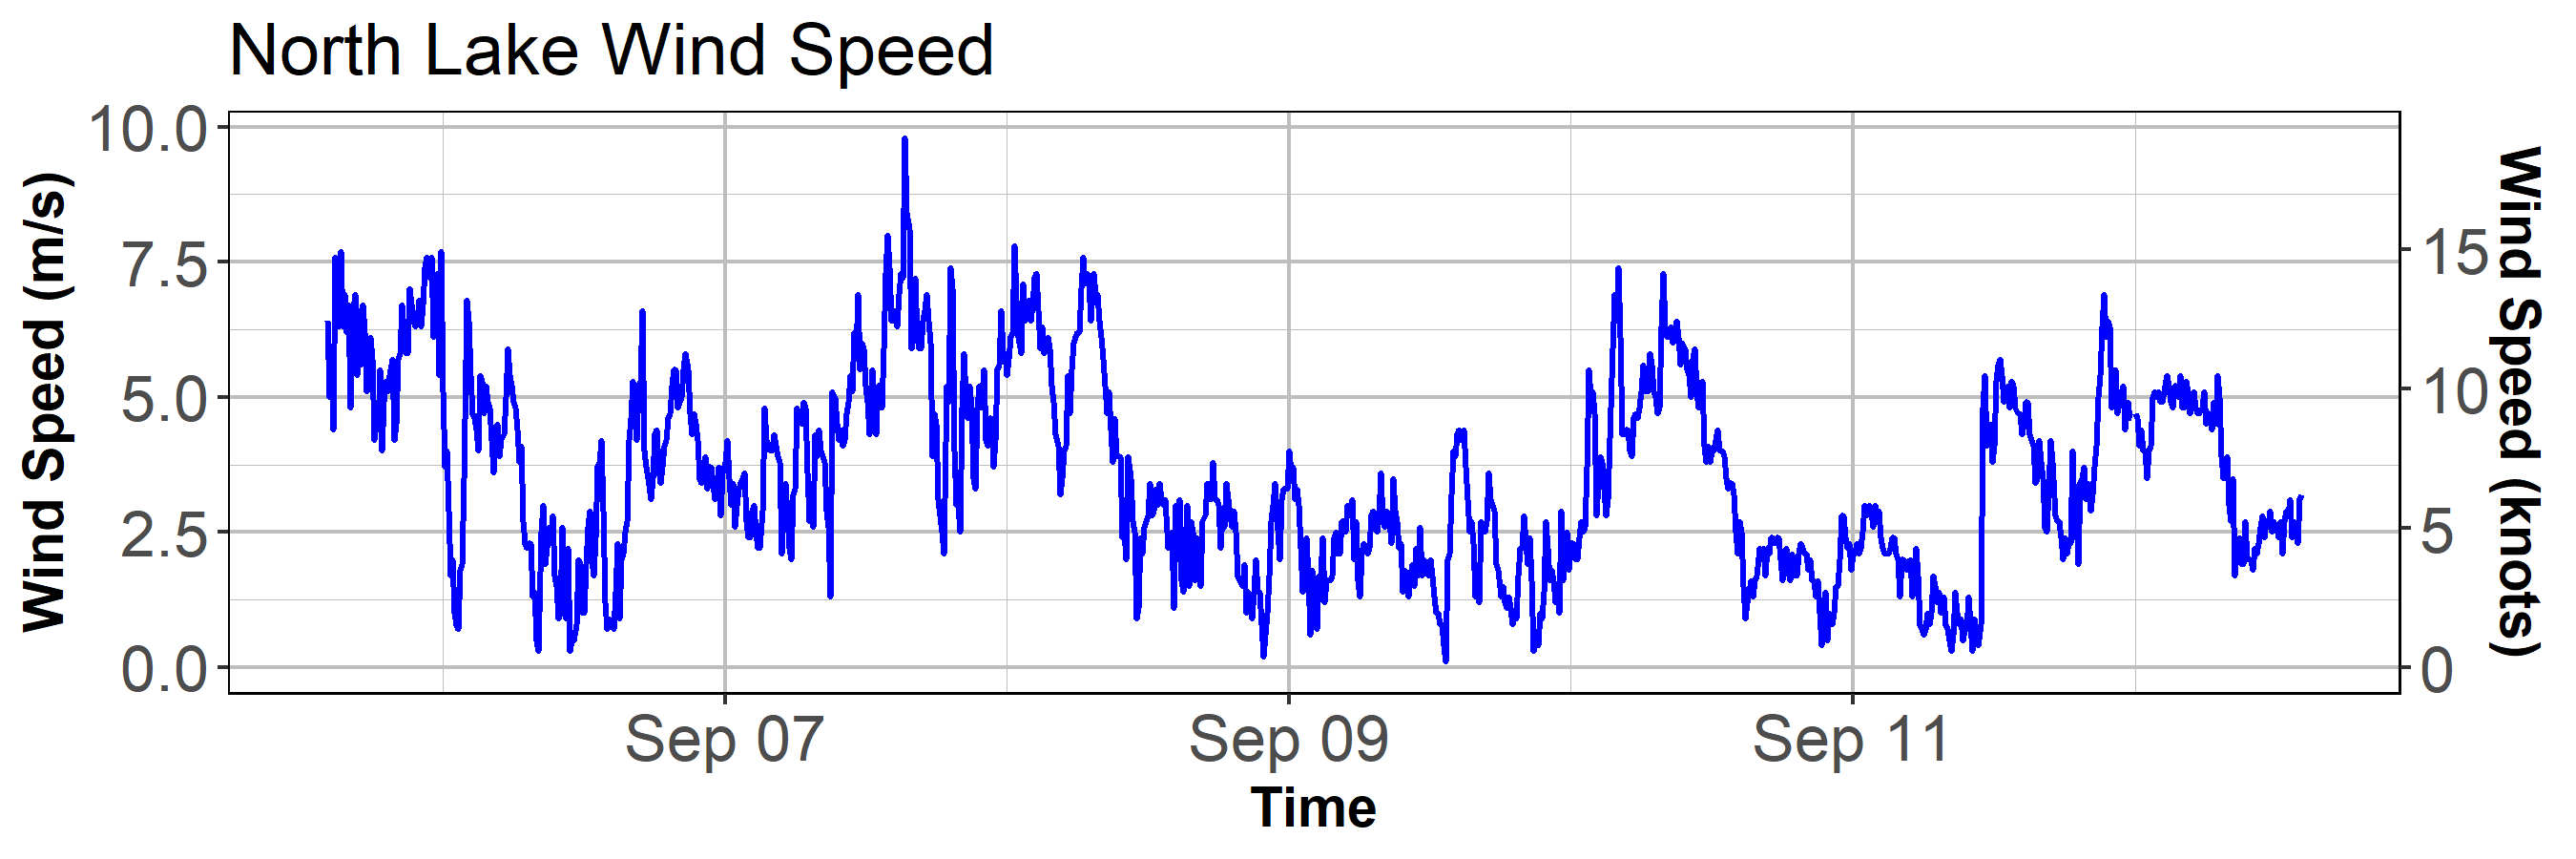 North Lake Wind Speed
Wind Speed (m/s)
10.0
7.5
5.0
2.5
0.0
15
10
5
0
Wind Speed (knots)
Sep 07
Sep 09
Sep 11
Time